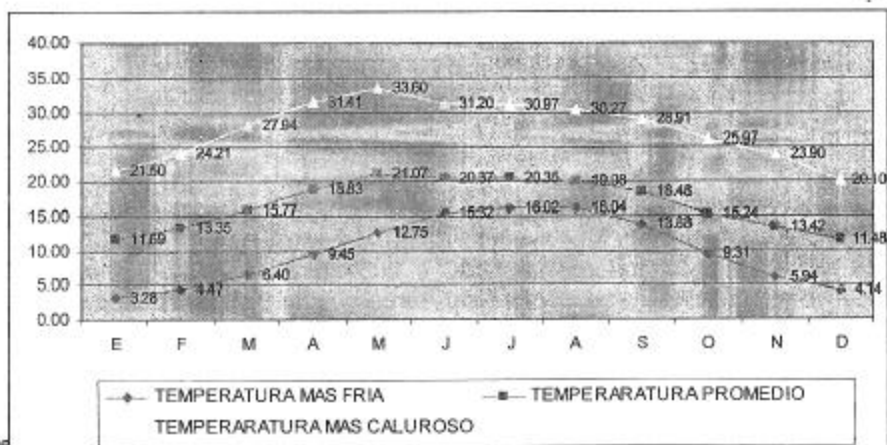 40.00
35.00
30.00
25.00
20.00
15.00
10.00
5.00
0.00
21.50 24.21 27.94 31.41 33.60 31.20 30.97 30.27 28.91 25.97 23.90 20.10
11.69 13.35 15.77 18.83 21.07 20.37 20.35 18.48 15.24 13.42 11.48
3.28 4.47 6.40 9.45 12.75 15.32 16.02 16.04 13.68 9.31 5.94 4.14
E F M A M J J A S O N D
TEMPERATURA MAS FRIA TEMPERARATURA PROMEDIO
TEMPERARATURA MAS CALUROSO